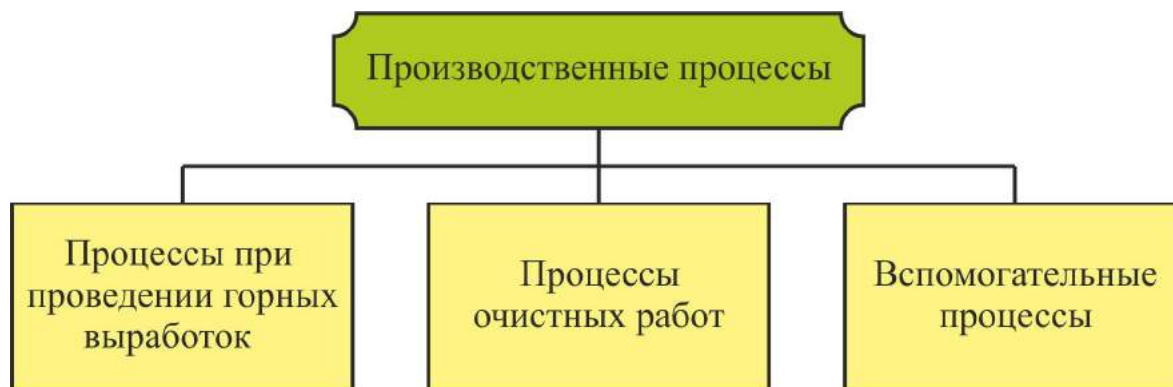 Производственные процессы
Процессы при
проведении горных
выработок
Процессы
очистных работ
Вспомогательные
процессы